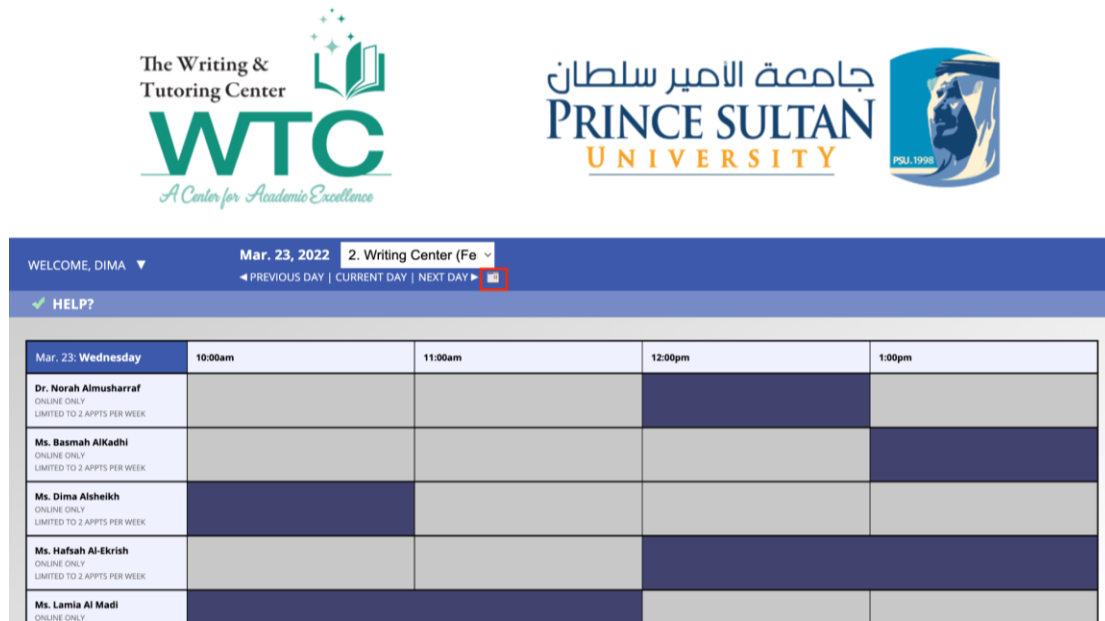 The Writing &
Tutoring Center
WTC
A Center for Academic Excellence
جامعة الأمير سلطان
PRINCE SULTAN
UNIVERSITY
PSU.1998
WELCOME, DIMA ▼
Mar. 23, 2022
2. Writing Center (Fe
◄ PREVIOUS DAY | CURRENT DAY | NEXT DAY ►
HELP?
Mar. 23: Wednesday 10:00am 11:00am 12:00pm 1:00pm
Dr. Norah Almusharraf
ONLINE ONLY
LIMITED TO 2 APPTS PER WEEK
Ms. Basmah AlKadhi
ONLINE ONLY
LIMITED TO 2 APPTS PER WEEK
Ms. Dima Alsheikh
ONLINE ONLY
LIMITED TO 2 APPTS PER WEEK
Ms. Hafsah Al-Ekrish
ONLINE ONLY
LIMITED TO 2 APPTS PER WEEK
Ms. Lamia Al Madi
ONLINE ONLY